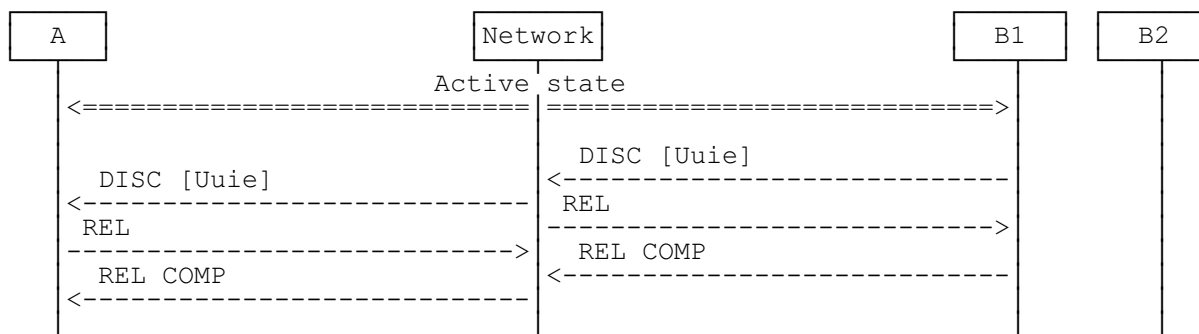 A Network B1 B2
Active state
DISC [Uuie]
DISC [Uuie]
REL
REL
REL COMP
REL COMP